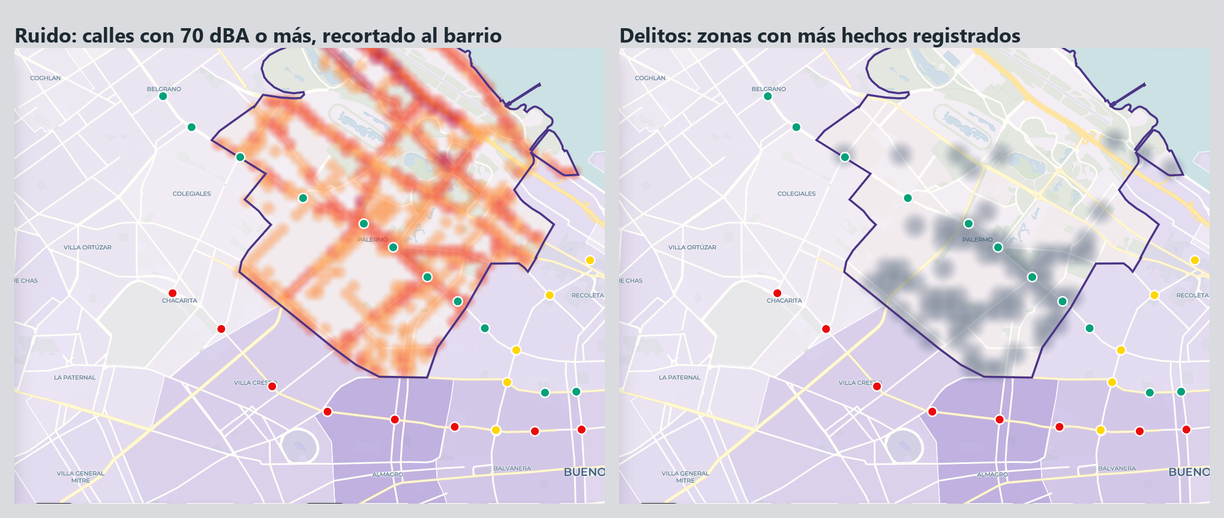 Ruido: calles con 70 dBA o más, recortado al barrio
COGHLAN
BELGRANO
COLEGIALES
VILLA ORTÚZAR
PALERMO
E CHAS
CHACARITA
RECOLETA
LA PATERNAL
VILLA CRES
VILLA GENERAL
MITRE
ALMAGRO
BALVANERA
BUENO
Delitos: zonas con más hechos registrados
COGHLAN
BELGRANO
COLEGIALES
VILLA ORTÚZAR
PALERMO
E CHAS
CHACARITA
RECOLETA
LA PATERNAL
VILLA CRES
VILLA GENERAL
MITRE
ALMAGRO
BALVANERA
BUENO